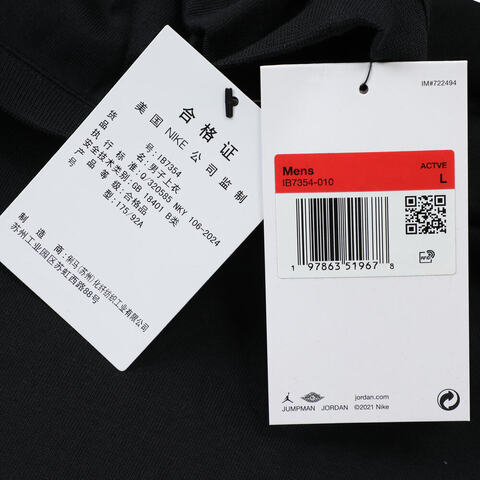 合格证
美国 NIKE 公司监制
货号: IB7354
品名: 男子上衣
执行标准: Q/320585 NKY 106-2024
安全技术类别: GB 18401 B类
等级: 合格品
型: 175/92A
制造商:
苏州工业园区苏虹西路88号
IM#722494
Mens
ACTVE
IB7354-010
L
1 97863 51967 8
RFID
jordan.com
JUMPMAN JORDAN ©2021 Nike